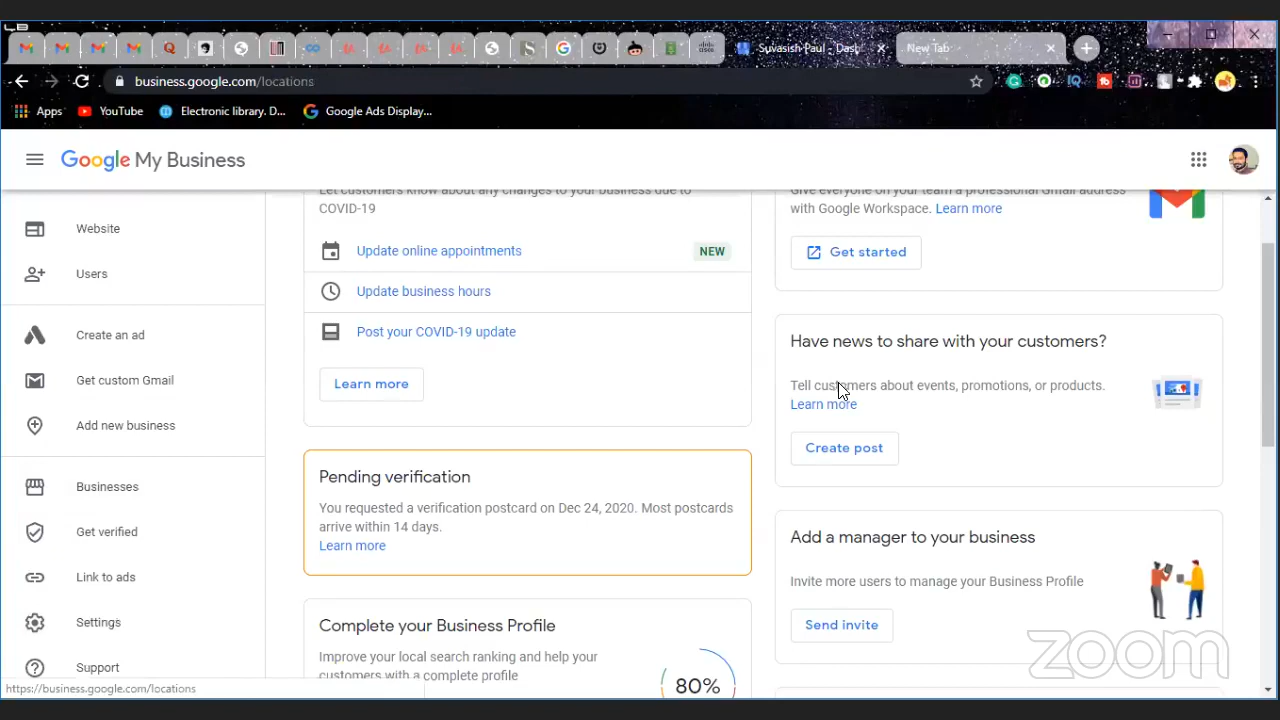 Suvasish Paul - Dash
New Tab
business.google.com/locations
Apps
YouTube
Electronic library. D...
Google Ads Display...
Google My Business
Website
Users
Create an ad
Get custom Gmail
Add new business
Businesses
Get verified
Link to ads
Settings
Support
https://business.google.com/locations
Let customers know about any changes to your business due to
COVID-19
Update online appointments
NEW
Update business hours
Post your COVID-19 update
Learn more
Pending verification
You requested a verification postcard on Dec 24, 2020. Most postcards
arrive within 14 days.
Learn more
Complete your Business Profile
Improve your local search ranking and help your
customers with a complete profile
80%
Give everyone on your team a professional Gmail address
with Google Workspace. Learn more
Get started
Have news to share with your customers?
Tell customers about events, promotions, or products.
Learn more
Create post
Add a manager to your business
Invite more users to manage your Business Profile
Send invite
zoom